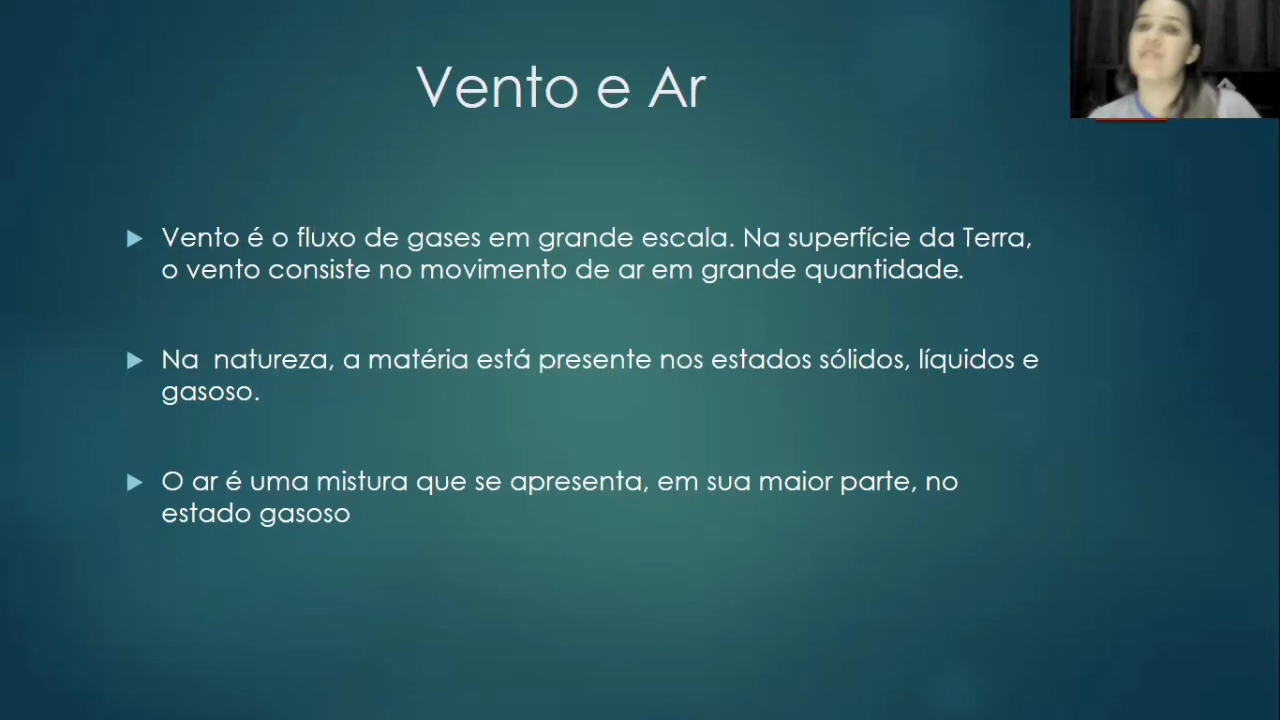 Vento e Ar
Vento é o fluxo de gases em grande escala. Na superfície da Terra,
o vento consiste no movimento de ar em grande quantidade.
Na natureza, a matéria está presente nos estados sólidos, líquidos e
gasoso.
O ar é uma mistura que se apresenta, em sua maior parte, no
estado gasoso